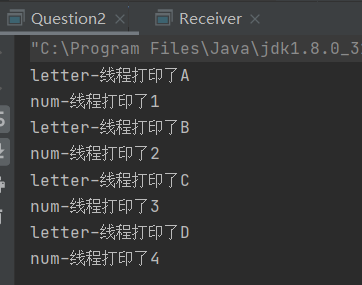 Question2
Receiver
"C:\Program Files\Java\jdk1.8.0_
letter-线程打印了A
num-线程打印了1
letter-线程打印了B
num-线程打印了2
letter-线程打印了C
num-线程打印了3
letter-线程打印了D
num-线程打印了4